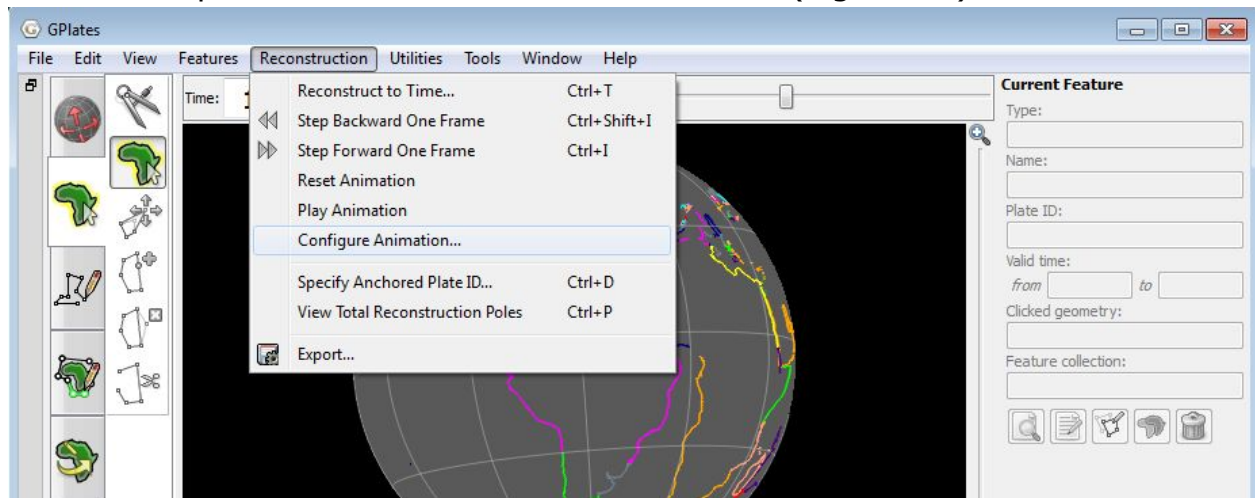 GPlates
File Edit View Features Reconstruction Utilities Tools Window Help
Time:
Reconstruct to Time... Ctrl+T
Step Backward One Frame Ctrl+Shift+I
Step Forward One Frame Ctrl+I
Reset Animation
Play Animation
Configure Animation...
Specify Anchored Plate ID... Ctrl+D
View Total Reconstruction Poles Ctrl+P
Export...
Current Feature
Type:
Name:
Plate ID:
Valid time:
from to
Clicked geometry:
Feature collection: